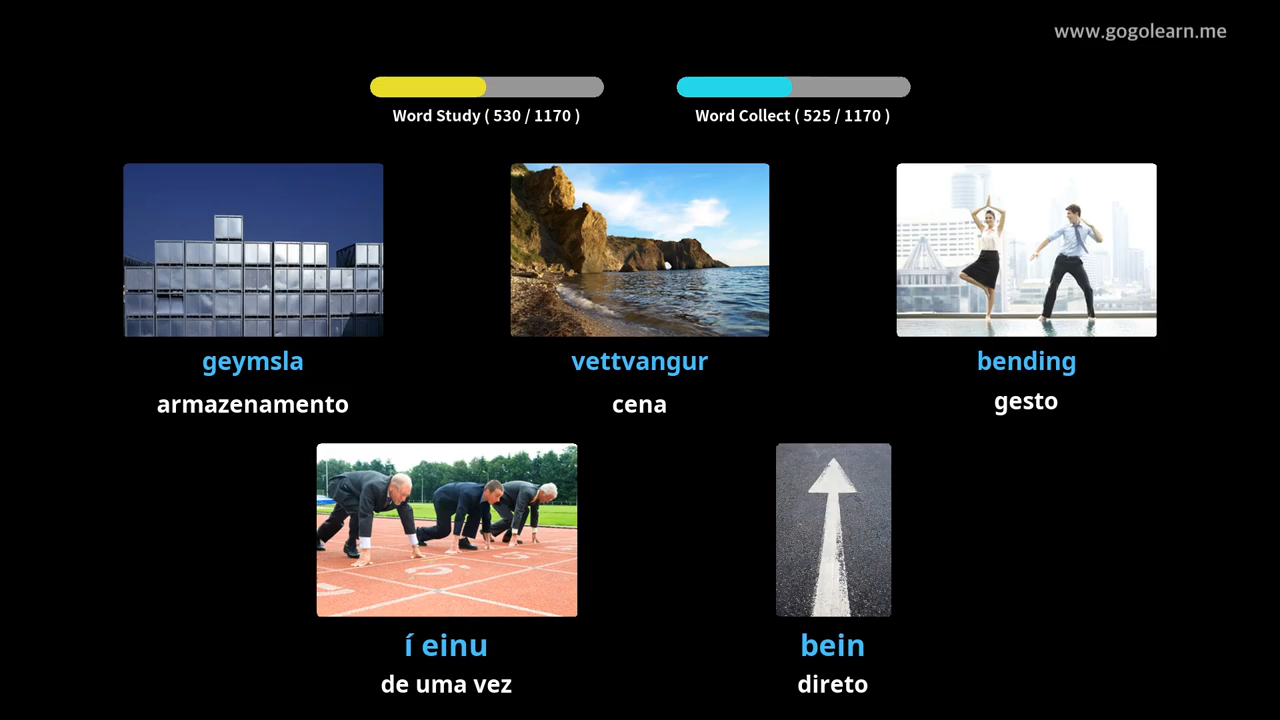 www.gogolearn.me
Word Study ( 530 / 1170 )
Word Collect ( 525 / 1170 )
geymsla
vettvangur
bending
armazenamento
cena
gesto
í einu
bein
de uma vez
direto